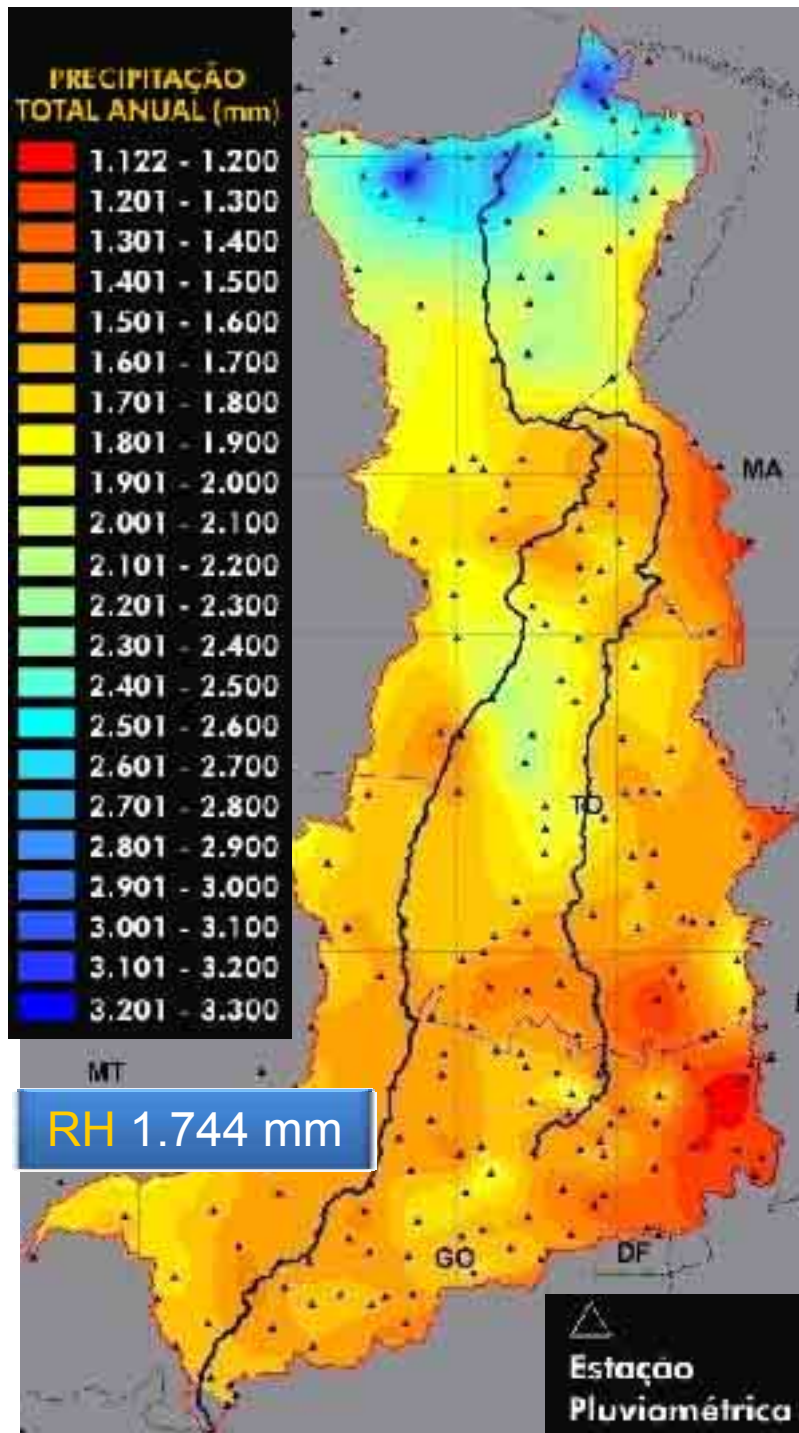 PRECIPITAÇÃO
TOTAL ANUAL (mm)
1.122 - 1.200
1.201 - 1.300
1.301 - 1.400
1.401 - 1.500
1.501 - 1.600
1.601 - 1.700
1.701 - 1.800
1.801 - 1.900
1.901 - 2.000
2.001 - 2.100
2.101 - 2.200
2.201 - 2.300
2.301 - 2.400
2.401 - 2.500
2.501 - 2.600
2.601 - 2.700
2.701 - 2.800
2.801 - 2.900
2.901 - 3.000
3.001 - 3.100
3.101 - 3.200
3.201 - 3.300
MA
TO
MT
RH 1.744 mm
GO
DF
Estação
Pluviamétrica